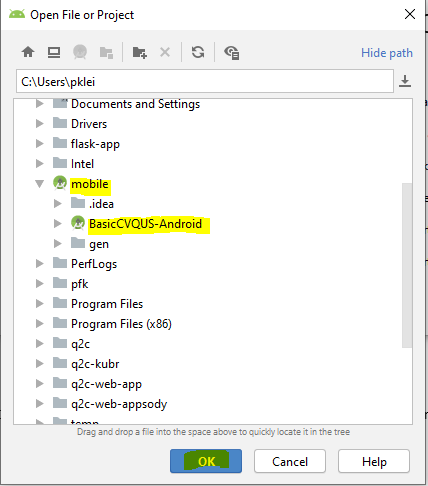 Open File or Project
Hide path
C:\Users\pklei
Documents and Settings
Drivers
flask-app
Intel
mobile
.idea
BasicCVQUS-Android
gen
PerfLogs
pfk
Program Files
Program Files (x86)
q2c
q2c-kubr
q2c-web-app
q2c-web-appsody
temp
Drag and drop a file into the space above to quickly locate it in the tree
OK
Cancel
Help